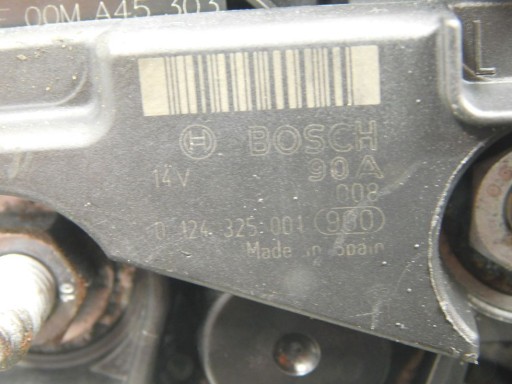 00M A45 303
L
BOSCH
14V 90A
008
0 124 325 001 980
Made in Spain